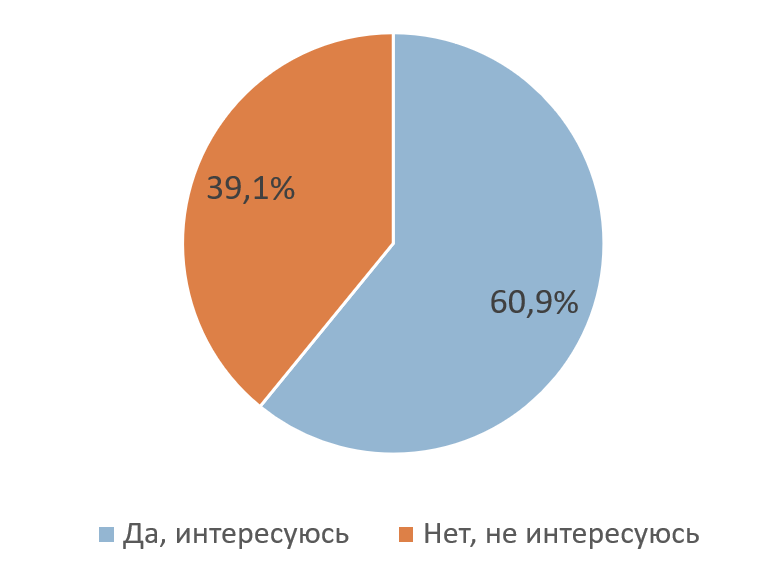 39,1%
60,9%
Да, интересуюсь
Нет, не интересуюсь